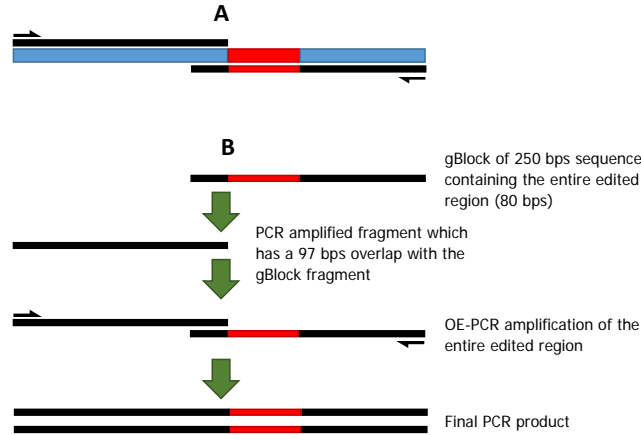 A
B
gBlock of 250 bps sequence
containing the entire edited
region (80 bps)
PCR amplified fragment which
has a 97 bps overlap with the
gBlock fragment
OE-PCR amplification of the
entire edited region
Final PCR product